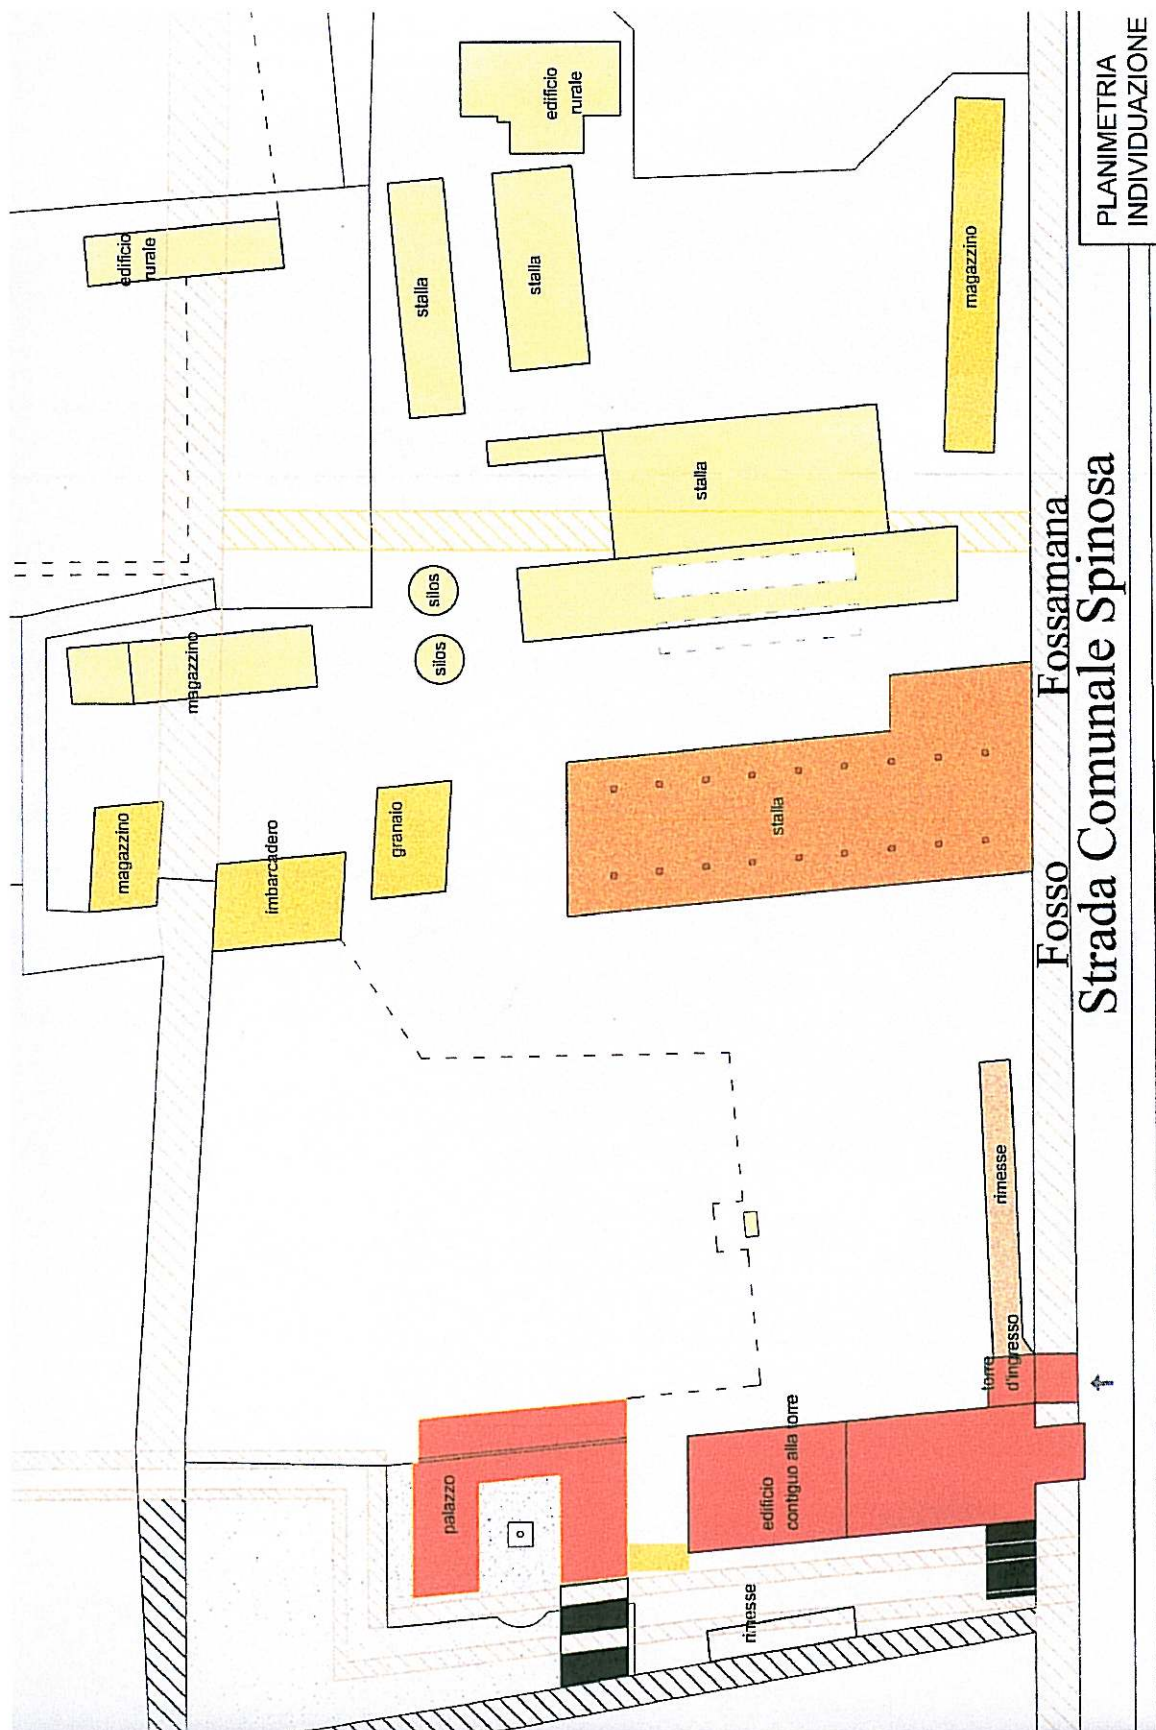 PLANIMETRIA
INDIVIDUAZIONE
edificio
rurale
edificio
rurale
stalla
stalla
magazzino
stalla
silos
silos
magazzino
magazzino
imbarcadero
granaio
stalla
Fosso Fossamana
Strada Comunale Spinosa
rimesse
torre
d'ingresso
palazzo
edificio
contiguo alla torre
rimesse